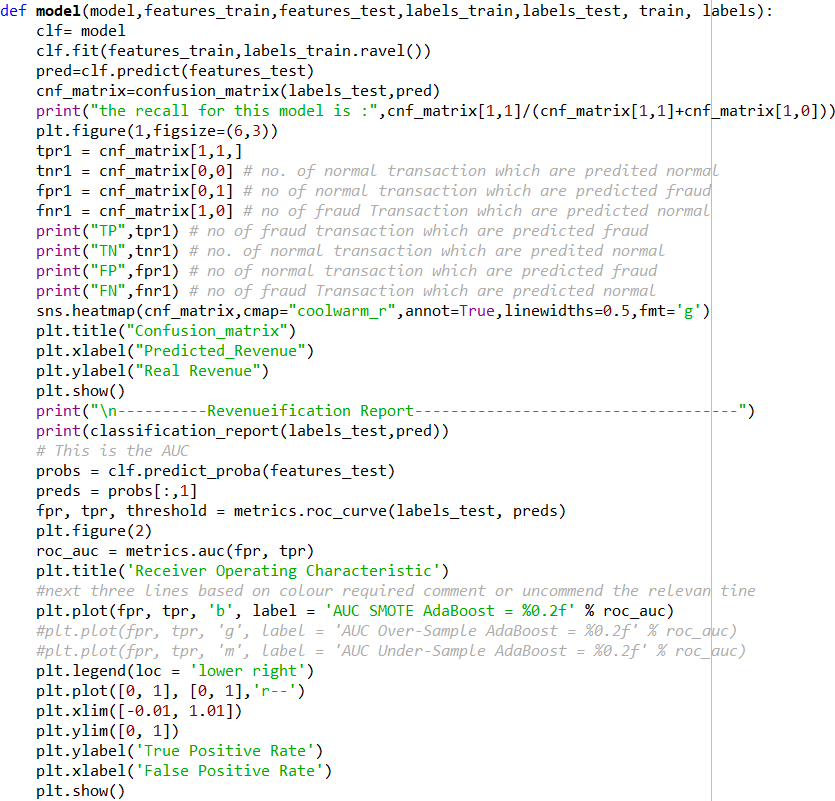 def model(model,features_train,features_test,labels_train,labels_test, train, labels):
    clf= model
    clf.fit(features_train,labels_train.ravel())
    pred=clf.predict(features_test)
    cnf_matrix=confusion_matrix(labels_test,pred)
    print("the recall for this model is :",cnf_matrix[1,1]/(cnf_matrix[1,1]+cnf_matrix[1,0]))
    plt.figure(1,figsize=(6,3))
    tpr1 = cnf_matrix[1,1,]
    tnr1 = cnf_matrix[0,0] # no. of normal transaction which are predited normal
    fpr1 = cnf_matrix[0,1] # no of normal transaction which are predicted fraud
    fnr1 = cnf_matrix[1,0] # no of fraud Transaction which are predicted normal
    print("TP",tpr1) # no of fraud transaction which are predicted fraud
    print("TN",tnr1) # no. of normal transaction which are predited normal
    print("FP",fpr1) # no of normal transaction which are predicted fraud
    print("FN",fnr1) # no of fraud Transaction which are predicted normal
    sns.heatmap(cnf_matrix,cmap="coolwarm_r",annot=True,linewidths=0.5,fmt='g')
    plt.title("Confusion_matrix")
    plt.xlabel("Predicted_Revenue")
    plt.ylabel("Real Revenue")
    plt.show()
    print("\n----------Revenueification Report------------------------------------")
    print(classification_report(labels_test,pred))
    # This is the AUC
    probs = clf.predict_proba(features_test)
    preds = probs[:,1]
    fpr, tpr, threshold = metrics.roc_curve(labels_test, preds)
    plt.figure(2)
    roc_auc = metrics.auc(fpr, tpr)
    plt.title('Receiver Operating Characteristic')
    #next three lines based on colour required comment or uncommend the relevan tine
    plt.plot(fpr, tpr, 'b', label = 'AUC SMOTE AdaBoost = %0.2f' % roc_auc)
    #plt.plot(fpr, tpr, 'g', label = 'AUC Over-Sample AdaBoost = %0.2f' % roc_auc)
    #plt.plot(fpr, tpr, 'm', label = 'AUC Under-Sample AdaBoost = %0.2f' % roc_auc)
    plt.legend(loc = 'lower right')
    plt.plot([0, 1], [0, 1],'r--')
    plt.xlim([-0.01, 1.01])
    plt.ylim([0, 1])
    plt.ylabel('True Positive Rate')
    plt.xlabel('False Positive Rate')
    plt.show()